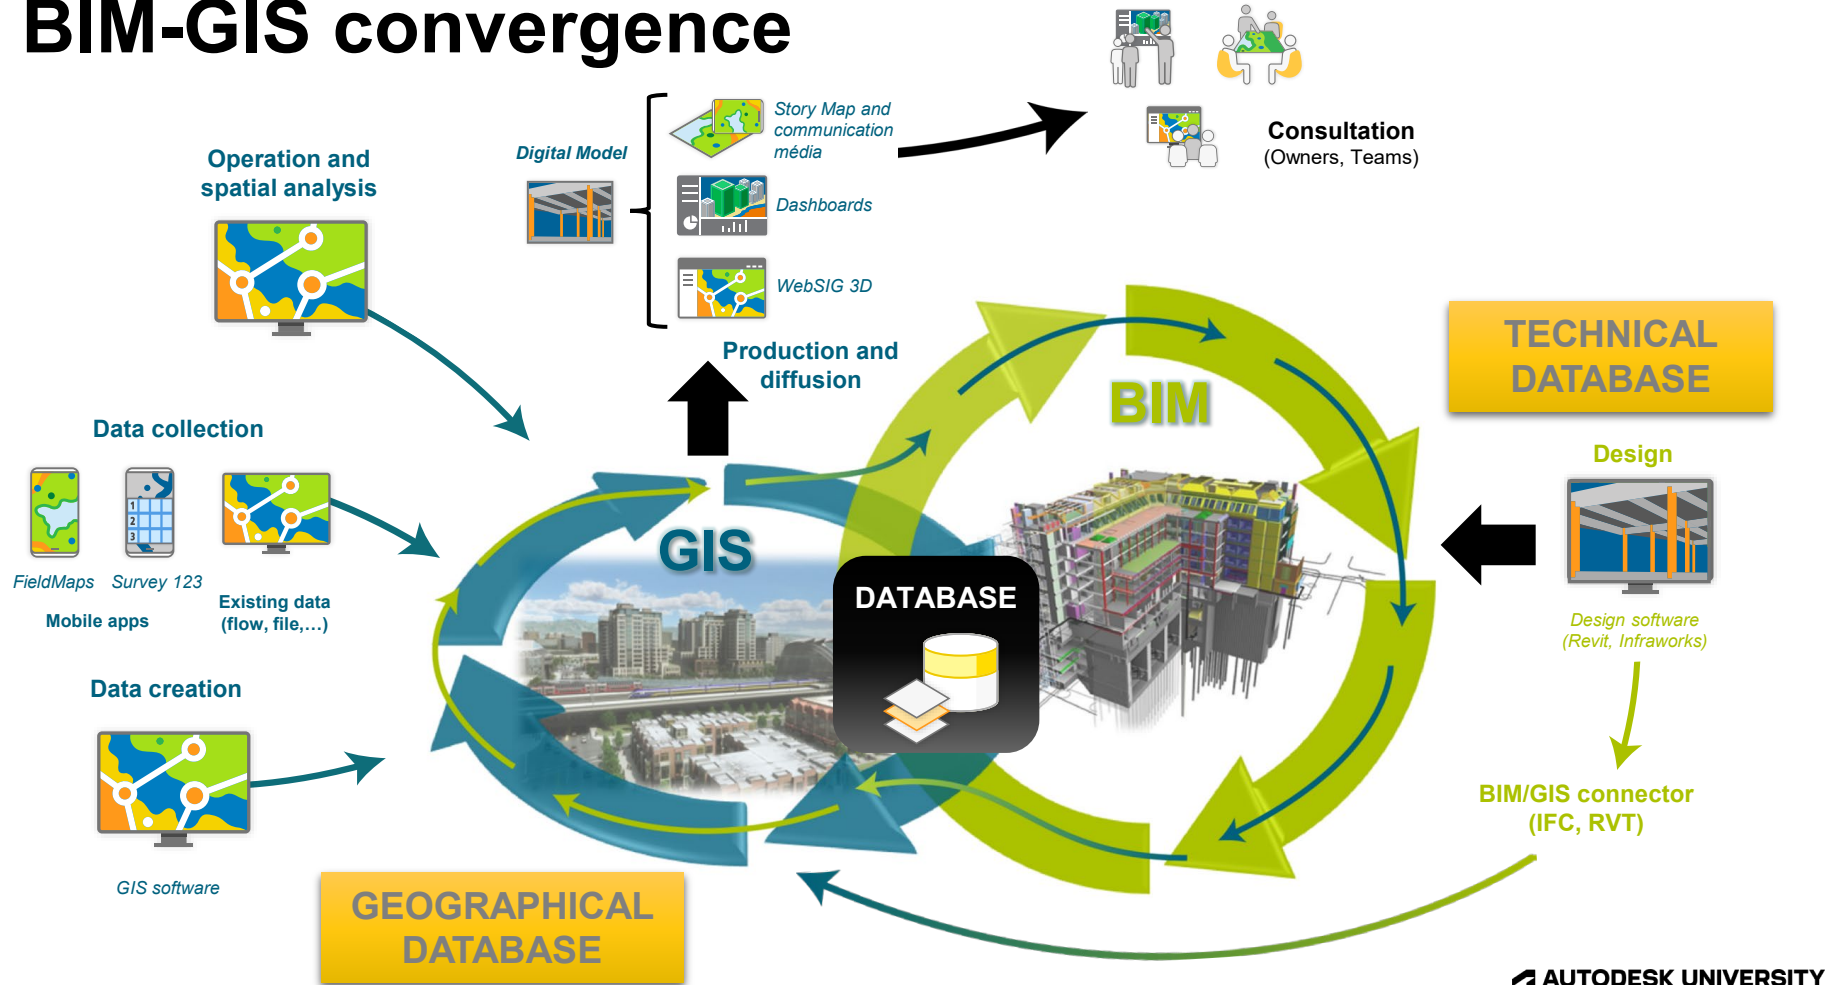 BIM-GIS convergence
Consultation
(Owners, Teams)
Story Map and
communication
média
Digital Model
Dashboards
WebSIG 3D
Operation and
spatial analysis
Production and
diffusion
TECHNICAL
DATABASE
BIM
Data collection
Design
1
2
3
GIS
FieldMaps
Survey 123
Mobile apps
Existing data
(flow, file,…)
DATABASE
Design software
(Revit, Infraworks)
Data creation
BIM/GIS connector
(IFC, RVT)
GIS software
GEOGRAPHICAL
DATABASE
AUTODESK UNIVERSITY